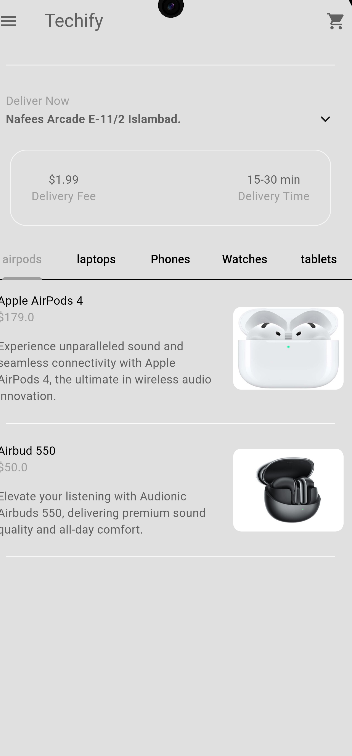 Techify
Deliver Now
Nafees Arcade E-11/2 Islambad.
$1.99 15-30 min
Delivery Fee Delivery Time
airpods laptops Phones Watches tablets
Apple AirPods 4
$179.0
Experience unparalleled sound and
seamless connectivity with Apple
AirPods 4, the ultimate in wireless audio
innovation.
Airbud 550
$50.0
Elevate your listening with Audionic
Airbuds 550, delivering premium sound
quality and all-day comfort.